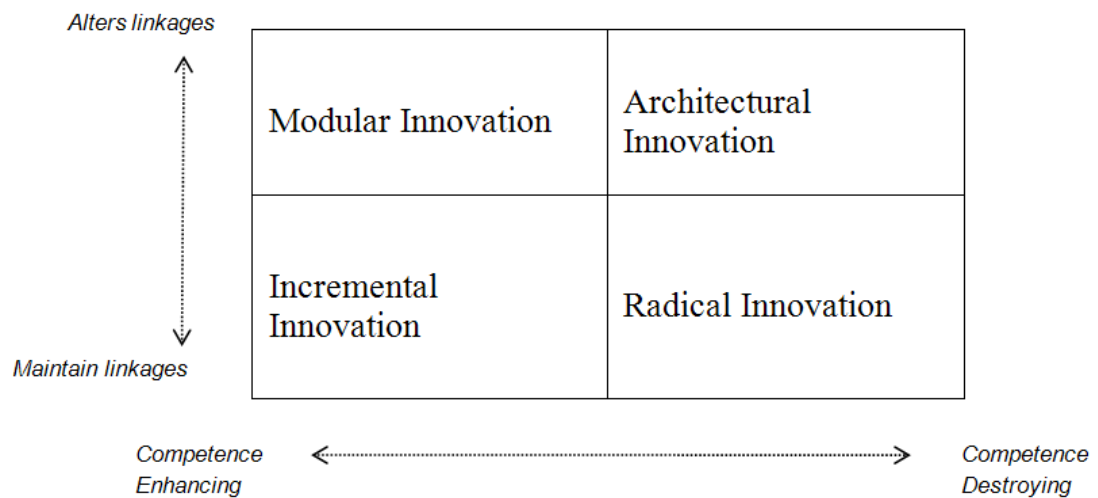 Alters linkages
Modular Innovation
Architectural
Innovation
Incremental
Innovation
Radical Innovation
Maintain linkages
Competence
Enhancing
Competence
Destroying